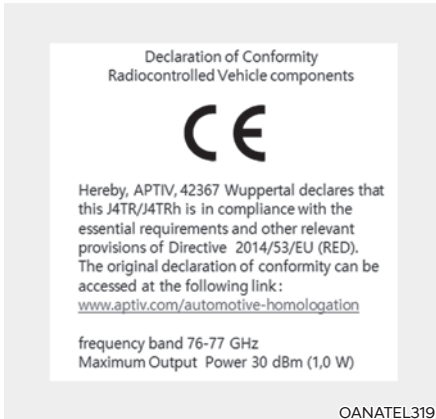 Declaration of Conformity
Radiocontrolled Vehicle components
CE
Hereby, APTIV, 42367 Wuppertal declares that
this J4TR/J4TRh is in compliance with the
essential requirements and other relevant
provisions of Directive 2014/53/EU (RED).
The original declaration of conformity can be
accessed at the following link:
www.aptiv.com/automotive-homologation
frequency band 76-77 GHz
Maximum Output Power 30 dBm (1,0 W)
OANATEL319